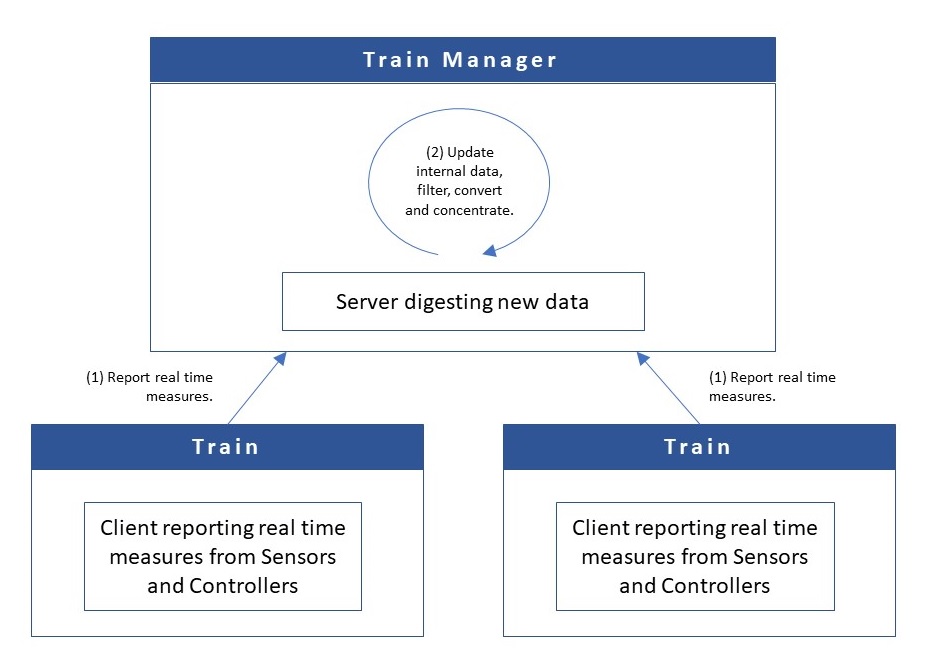 Train Manager
(2) Update
internal data,
filter, convert
and concentrate.
Server digesting new data
(1) Report real time
measures.
(1) Report real time
measures.
Train
Client reporting real time
measures from Sensors
and Controllers
Train
Client reporting real time
measures from Sensors
and Controllers